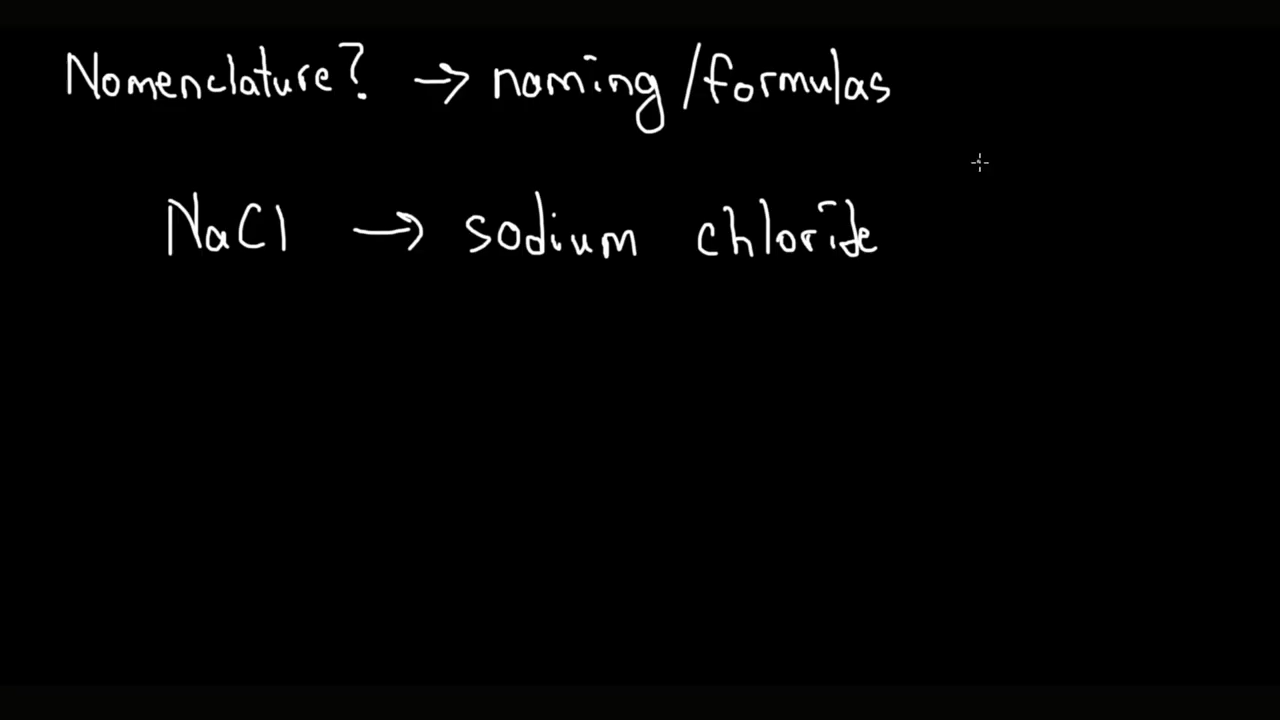 Nomenclature? → naming/formulas
NaCl → sodium chloride